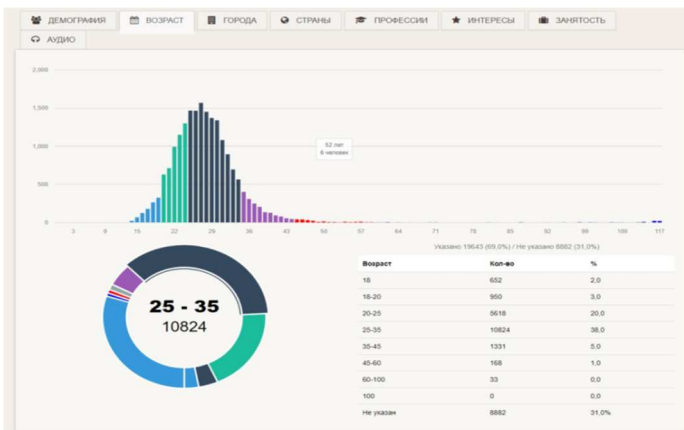 ДЕМОГРАФИЯ ВОЗРАСТ ГОРОДА СТРАНЫ ПРОФЕССИИ ИНТЕРЕСЫ ЗАНЯТОСТЬ
АУДИО
2,000
1,500
1,000
500
0
52 лет
6 человек
3 9 15 22 29 36 43 50 57 64 71 78 85 92 99 108 117
Указано 19643 (69,0%) / Не указано 8882 (31,0%)
Возраст Кол-во %
18 652 2,0
18-20 950 3,0
20-25 5618 20,0
25-35 10824 38,0
35-45 1331 5,0
45-60 168 1,0
60-100 33 0,0
100 0 0,0
Не указан 8882 31,0%
25 - 35
10824